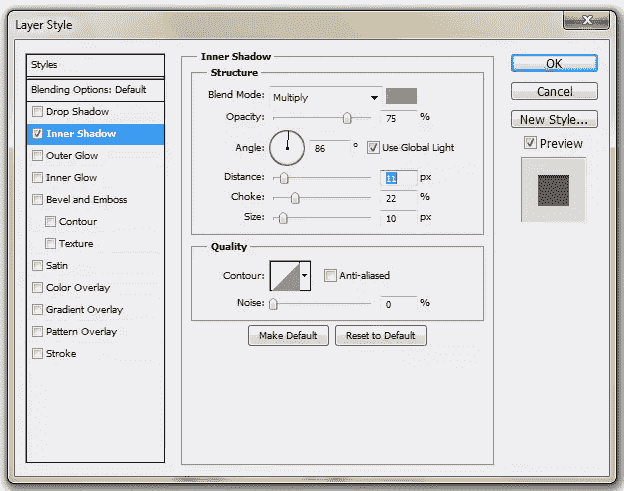 Layer Style
Styles
Blending Options: Default
Drop Shadow
Inner Shadow
Outer Glow
Inner Glow
Bevel and Emboss
Contour
Texture
Satin
Color Overlay
Gradient Overlay
Pattern Overlay
Stroke
Inner Shadow
Structure
Blend Mode: Multiply
Opacity: 75 %
Angle: 86 ° Use Global Light
Distance: 11 px
Choke: 22 %
Size: 10 px
Quality
Contour: Anti-aliased
Noise: 0 %
Make Default Reset to Default
OK
Cancel
New Style...
Preview